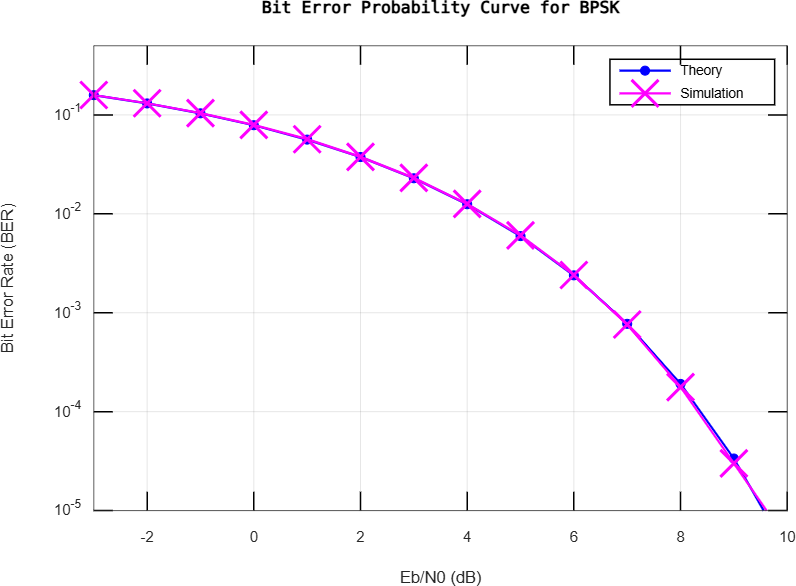 Bit Error Probability Curve for BPSK
Theory
Simulation
10-1
10-2
10-3
10-4
10-5
Bit Error Rate (BER)
-2 0 2 4 6 8 10
Eb/N0 (dB)